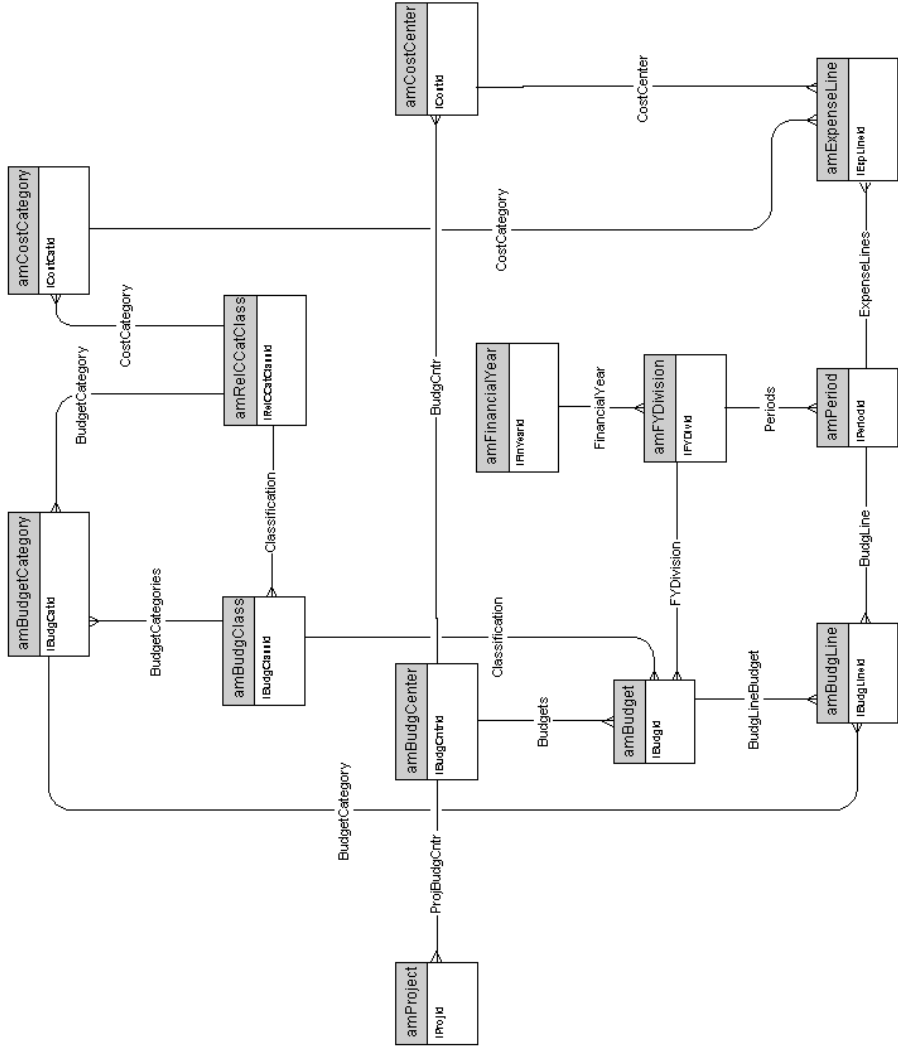 amBudgetCategory
lBudgCatId
amCostCategory
lCostCatId
BudgetCategory
CostCategory
BudgetCategories
amBudgClass
lBudgClassId
Classification
amRelCCatClass
lRelCCatClassId
BudgetCategory
amProject
lProjId
ProjBudgCntr
amBudgCenter
lBudgCntrId
BudgCntr
amCostCenter
lCostId
Classification
CostCategory
CostCenter
Budgets
amFinancialYear
lFinYearId
FinancialYear
amBudget
lBudgId
FYDivision
amFYDivision
lFYDivId
BudgLineBudget
Periods
amBudgLine
lBudgLineId
BudgLine
amPeriod
lPeriodId
ExpenseLines
amExpenseLine
lExpLineId